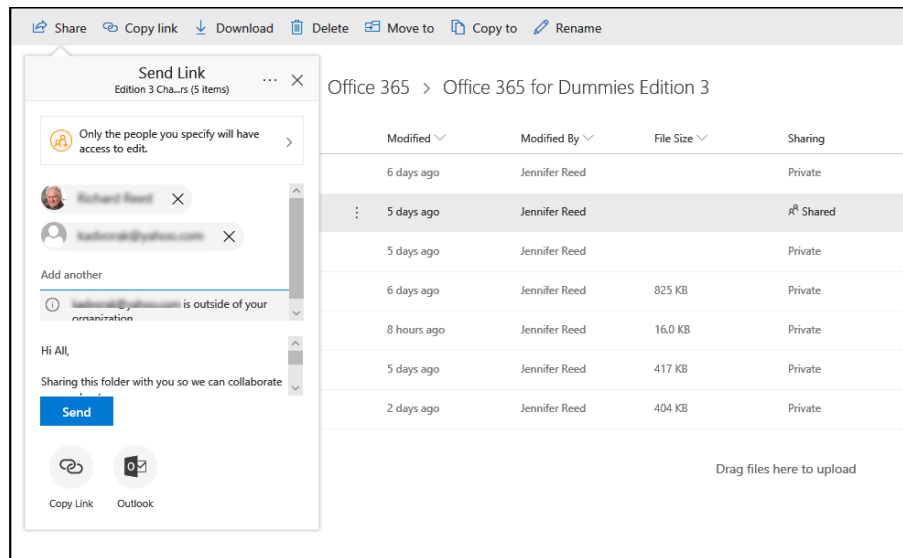 Share Copy link Download Delete Move to Copy to Rename
Send Link
Edition 3 Cha...rs (5 items)
Only the people you specify will have
access to edit.
Add another
is outside of your
organization
Hi All,
Sharing this folder with you so we can collaborate
Send
Copy Link Outlook
Office 365 > Office 365 for Dummies Edition 3
Modified Modified By File Size Sharing
6 days ago Jennifer Reed Private
5 days ago Jennifer Reed Shared
5 days ago Jennifer Reed Private
6 days ago Jennifer Reed 825 KB Private
8 hours ago Jennifer Reed 16.0 KB Private
5 days ago Jennifer Reed 417 KB Private
2 days ago Jennifer Reed 404 KB Private
Drag files here to upload